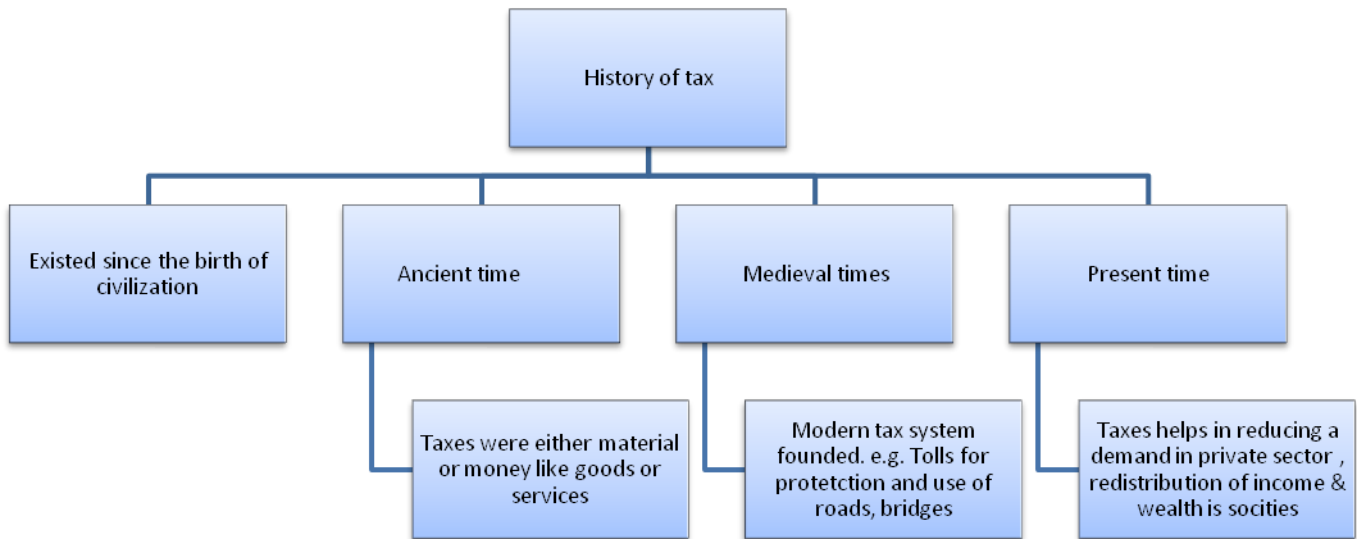 History of tax
Existed since the birth of
civilization
Ancient time
Medieval times
Present time
Taxes were either material
or money like goods or
services
Modern tax system
founded. e.g. Tolls for
protetction and use of
roads, bridges
Taxes helps in reducing a
demand in private sector ,
redistribution of income &
wealth is socities